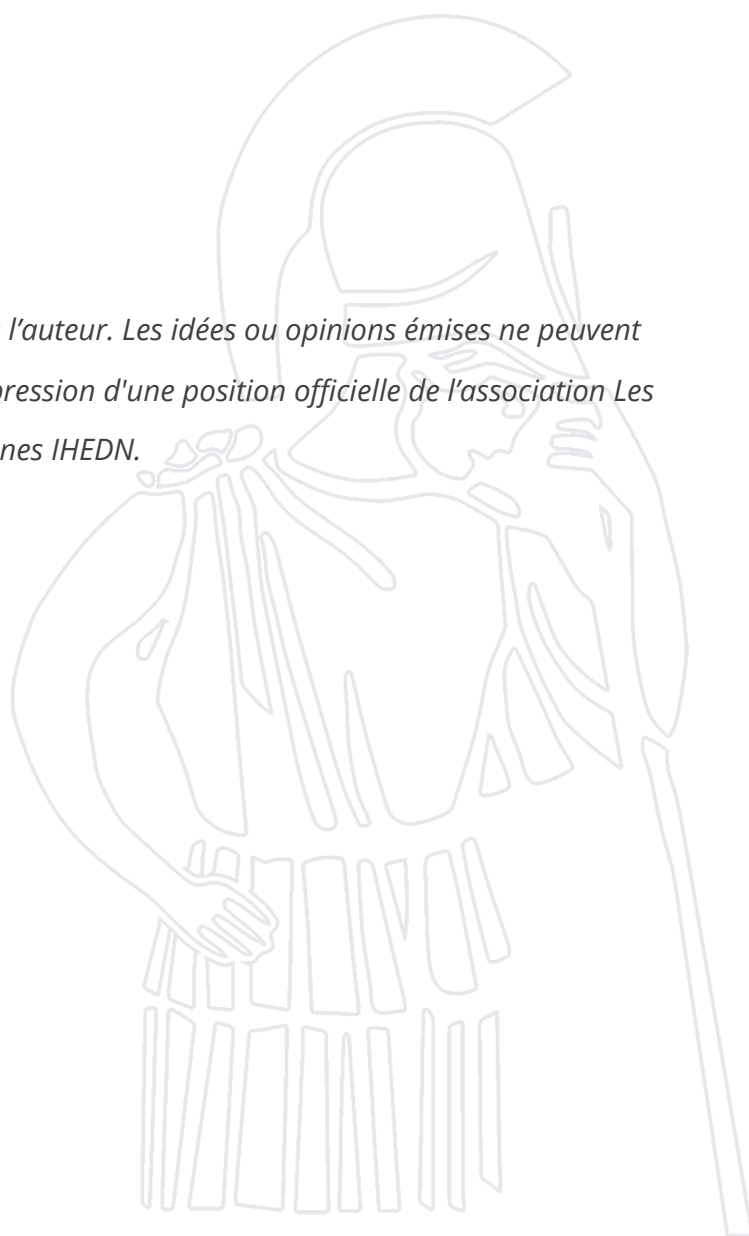 l’auteur. Les idées ou opinions émises ne peuvent
pression d'une position officielle de l’association Les
nes IHEDN.